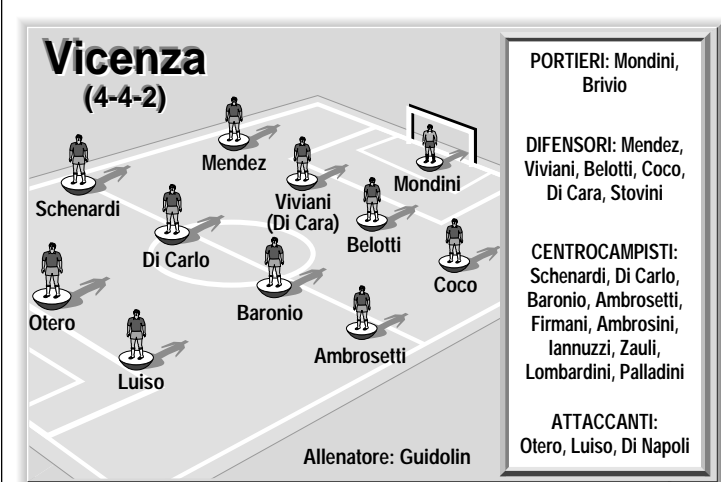 Vicenza
(4-4-2)
Mendez
Mondini
Schenardi
Viviani
(Di Cara)
Belotti
Di Carlo
Coco
Otero
Baronio
Ambrosetti
Luiso
Allenatore: Guidolin
PORTIERI: Mondini,
Brivio
DIFENSORI: Mendez,
Viviani, Belotti, Coco,
Di Cara, Stovini
CENTROCAMPISTI:
Schenardi, Di Carlo,
Baronio, Ambrosetti,
Firmani, Ambrosini,
Iannuzzi, Zauli,
Lombardini, Palladini
ATTACCANTI:
Otero, Luiso, Di Napoli